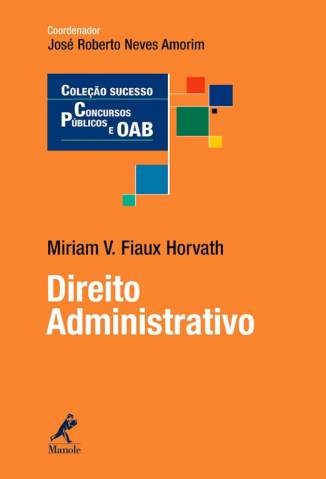 Coordenador
José Roberto Neves Amorim
COLEÇÃO SUCESSO
CONCURSOS
PÚBLICOS E OAB
Miriam V. Fiaux Horvath
Direito
Administrativo
Manole